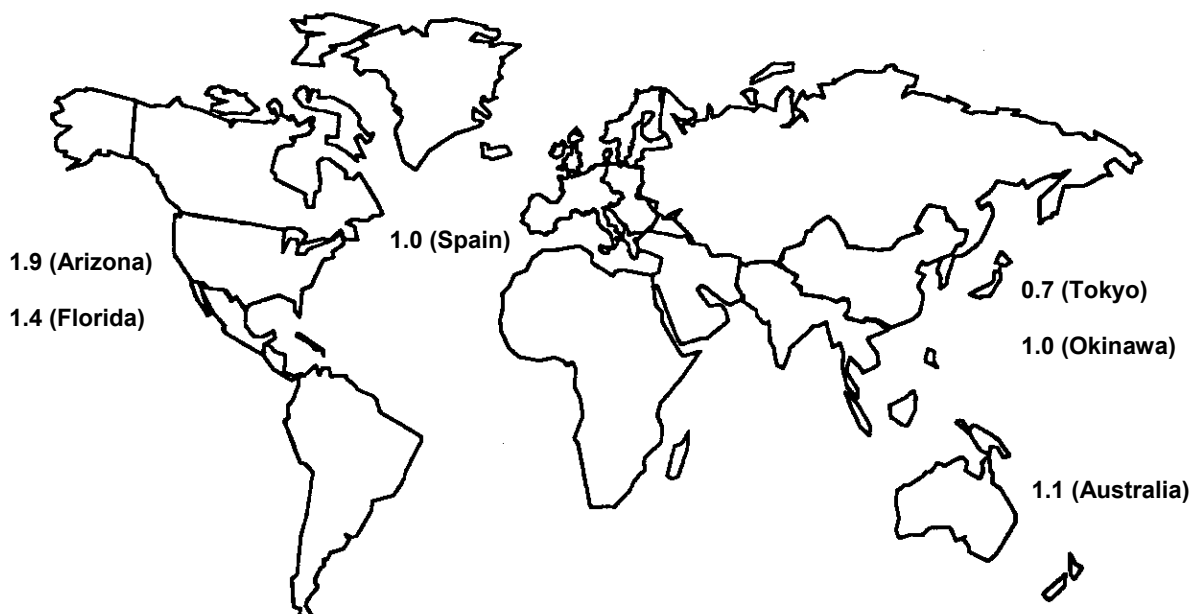 1.0 (Spain)
1.9 (Arizona)
0.7 (Tokyo)
1.4 (Florida)
1.0 (Okinawa)
1.1 (Australia)